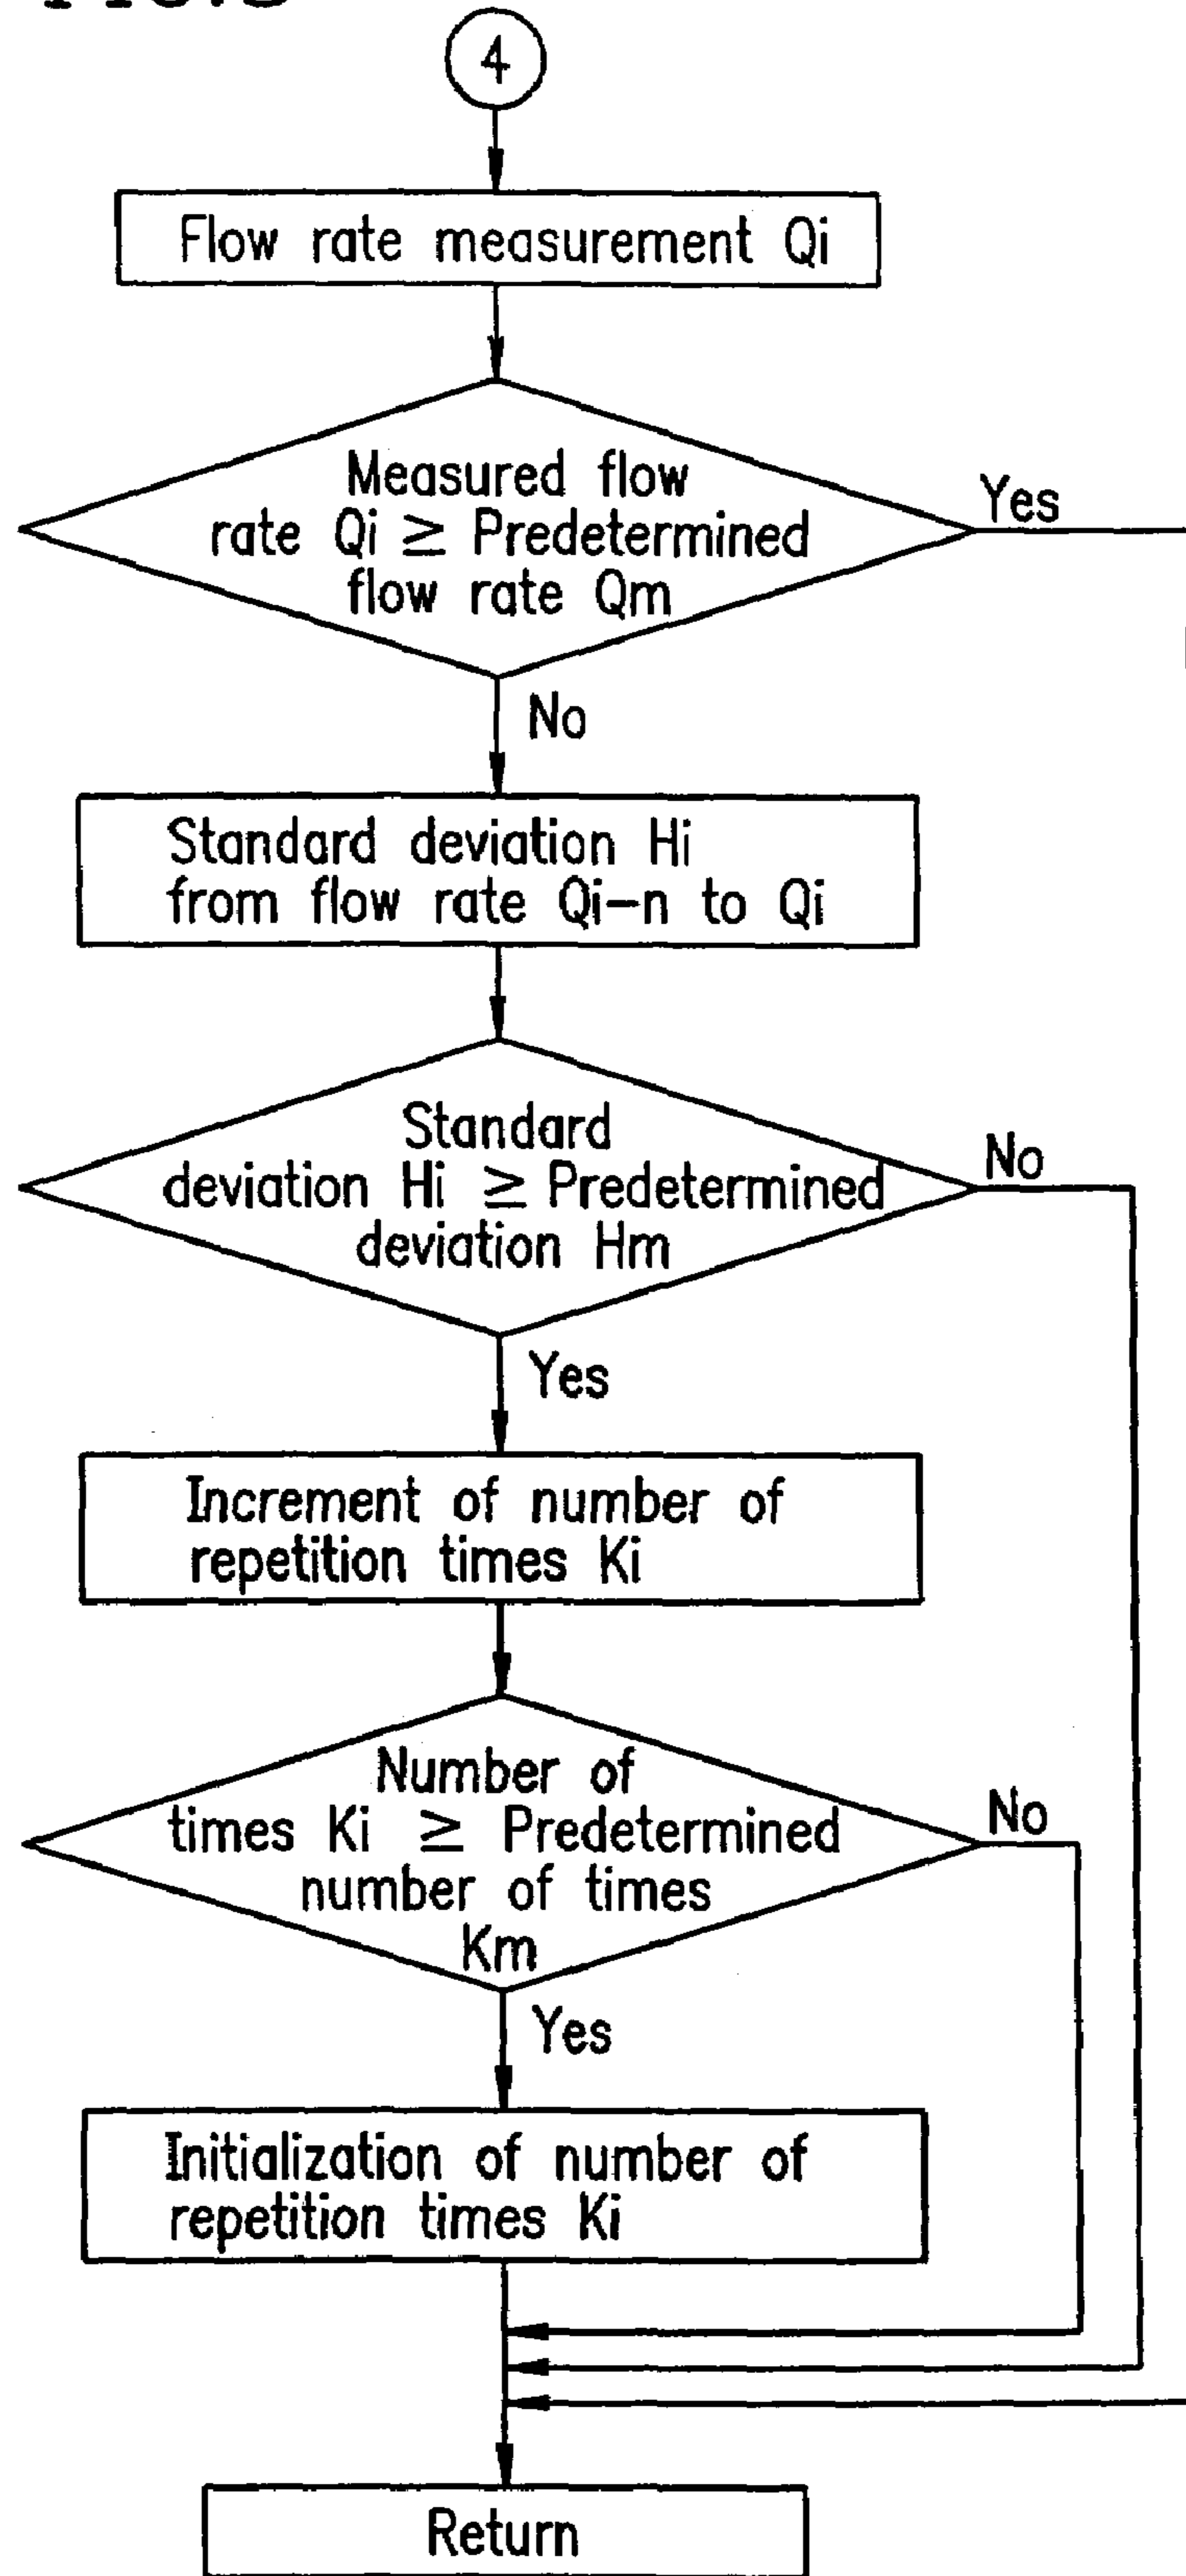 4
Flow rate measurement Qi
Measured flow
rate Qi ≥ Predetermined
flow rate Qm
Yes
No
Standard deviation Hi
from flow rate Qi-n to Qi
Standard
deviation Hi ≥ Predetermined
deviation Hm
No
Yes
Increment of number of
repetition times Ki
Number of
times Ki ≥ Predetermined
number of times
Km
No
Yes
Initialization of number of
repetition times Ki
Return